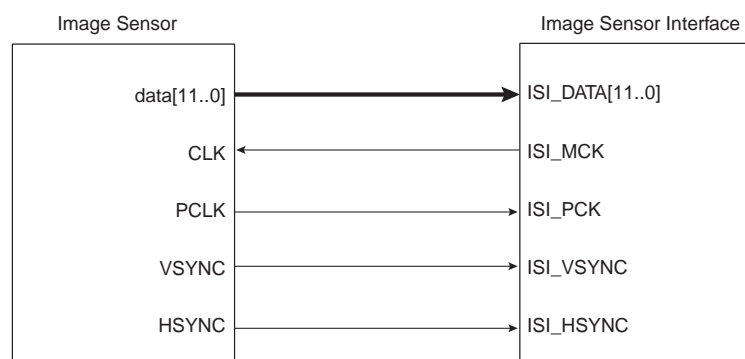 Image Sensor Image Sensor Interface
data[11..0] ISI_DATA[11..0]
CLK ISI_MCK
PCLK ISI_PCK
VSYNC ISI_VSYNC
HSYNC ISI_HSYNC